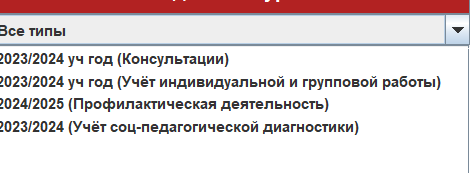 Все типы
2023/2024 уч год (Консультации)
2023/2024 уч год (Учёт индивидуальной и групповой работы)
2024/2025 (Профилактическая деятельность)
2023/2024 (Учёт соц-педагогической диагностики)